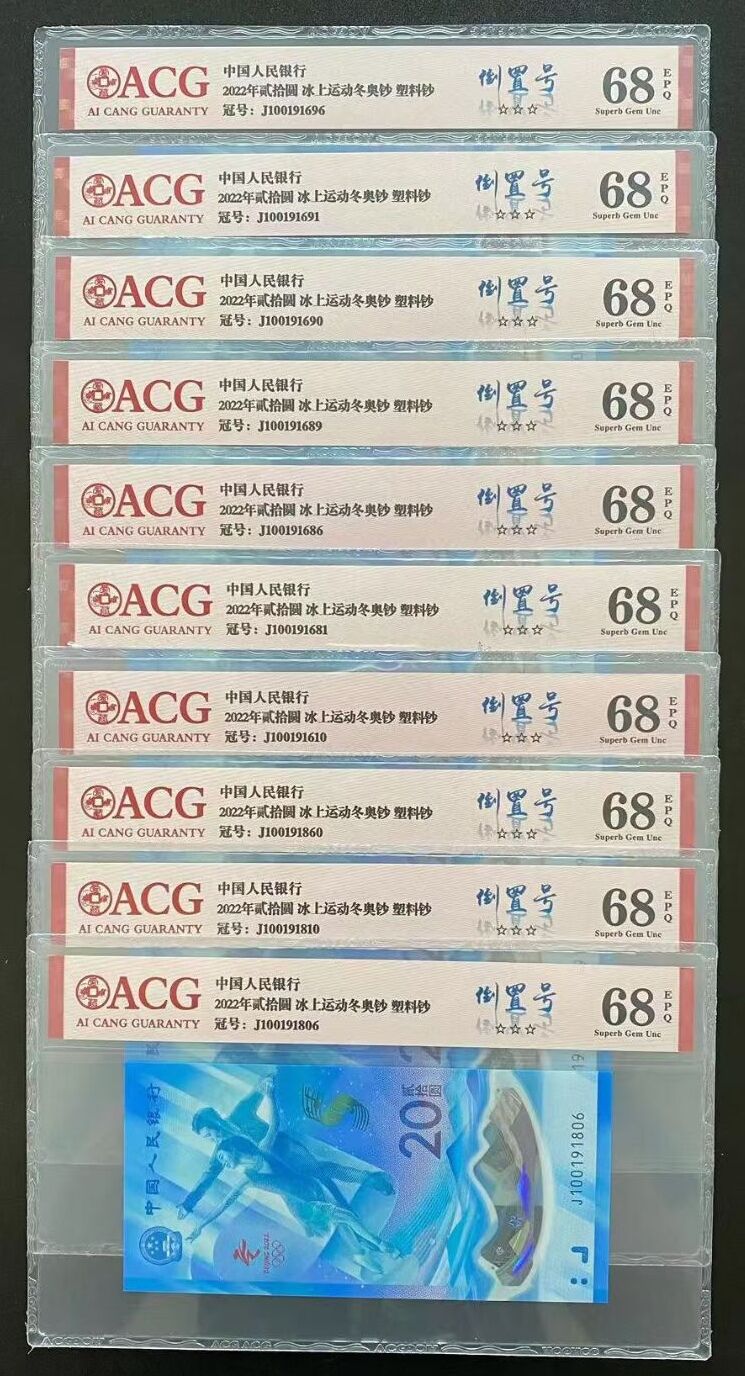 ACG
AI CANG GUARANTY
中国人民银行
2022年贰拾圆 冰上运动冬奥钞 塑料钞
冠号：J100191696
倒置号
☆☆☆
68
EPQ
Superb Gem Unc
ACG
AI CANG GUARANTY
中国人民银行
2022年贰拾圆 冰上运动冬奥钞 塑料钞
冠号：J100191691
倒置号
☆☆☆
68
EPQ
Superb Gem Unc
ACG
AI CANG GUARANTY
中国人民银行
2022年贰拾圆 冰上运动冬奥钞 塑料钞
冠号：J100191690
倒置号
☆☆☆
68
EPQ
Superb Gem Unc
ACG
AI CANG GUARANTY
中国人民银行
2022年贰拾圆 冰上运动冬奥钞 塑料钞
冠号：J100191689
倒置号
☆☆☆
68
EPQ
Superb Gem Unc
ACG
AI CANG GUARANTY
中国人民银行
2022年贰拾圆 冰上运动冬奥钞 塑料钞
冠号：J100191686
倒置号
☆☆☆
68
EPQ
Superb Gem Unc
ACG
AI CANG GUARANTY
中国人民银行
2022年贰拾圆 冰上运动冬奥钞 塑料钞
冠号：J100191681
倒置号
☆☆☆
68
EPQ
Superb Gem Unc
ACG
AI CANG GUARANTY
中国人民银行
2022年贰拾圆 冰上运动冬奥钞 塑料钞
冠号：J100191610
倒置号
☆☆☆
68
EPQ
Superb Gem Unc
ACG
AI CANG GUARANTY
中国人民银行
2022年贰拾圆 冰上运动冬奥钞 塑料钞
冠号：J100191860
倒置号
☆☆☆
68
EPQ
Superb Gem Unc
ACG
AI CANG GUARANTY
中国人民银行
2022年贰拾圆 冰上运动冬奥钞 塑料钞
冠号：J100191810
倒置号
☆☆☆
68
EPQ
Superb Gem Unc
ACG
AI CANG GUARANTY
中国人民银行
2022年贰拾圆 冰上运动冬奥钞 塑料钞
冠号：J100191806
倒置号
☆☆☆
68
EPQ
Superb Gem Unc
中国人民银行
20
贰拾圆
BEIJING 2022
J100191806